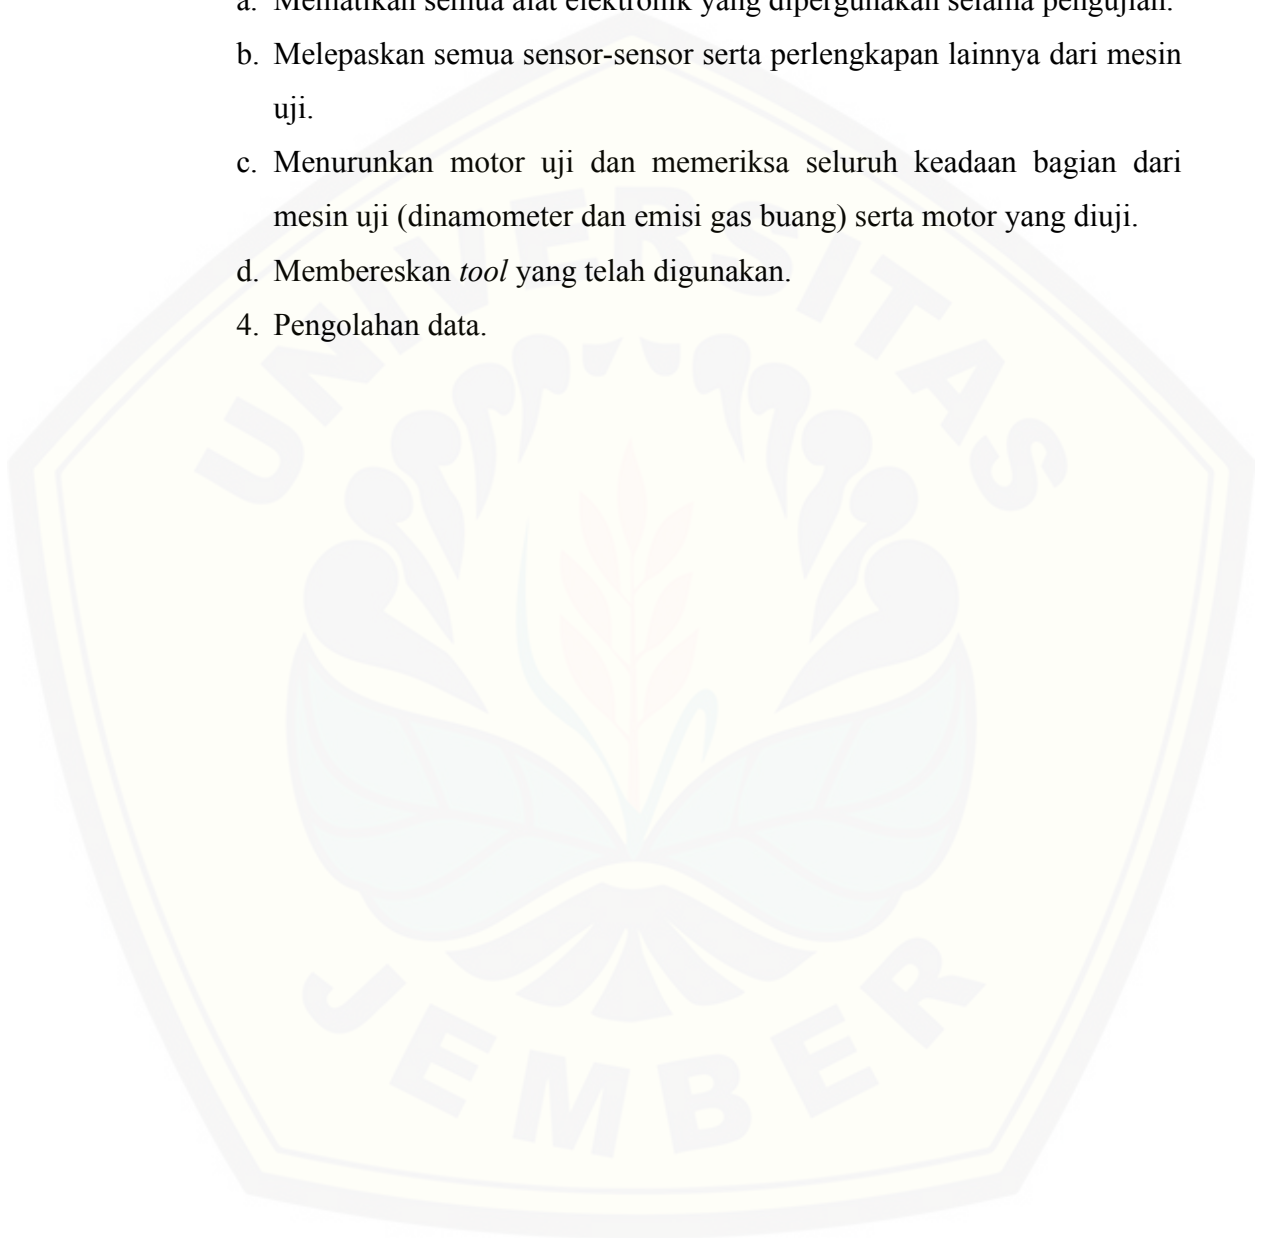 a. Mematikan semua alat elektronik yang dipergunakan selama pengujian.
b. Melepaskan semua sensor-sensor serta perlengkapan lainnya dari mesin
uji.
c. Menurunkan motor uji dan memeriksa seluruh keadaan bagian dari
mesin uji (dinamometer dan emisi gas buang) serta motor yang diuji.
d. Membereskan tool yang telah digunakan.
4. Pengolahan data.
UNIVERSITAS
JEMBER